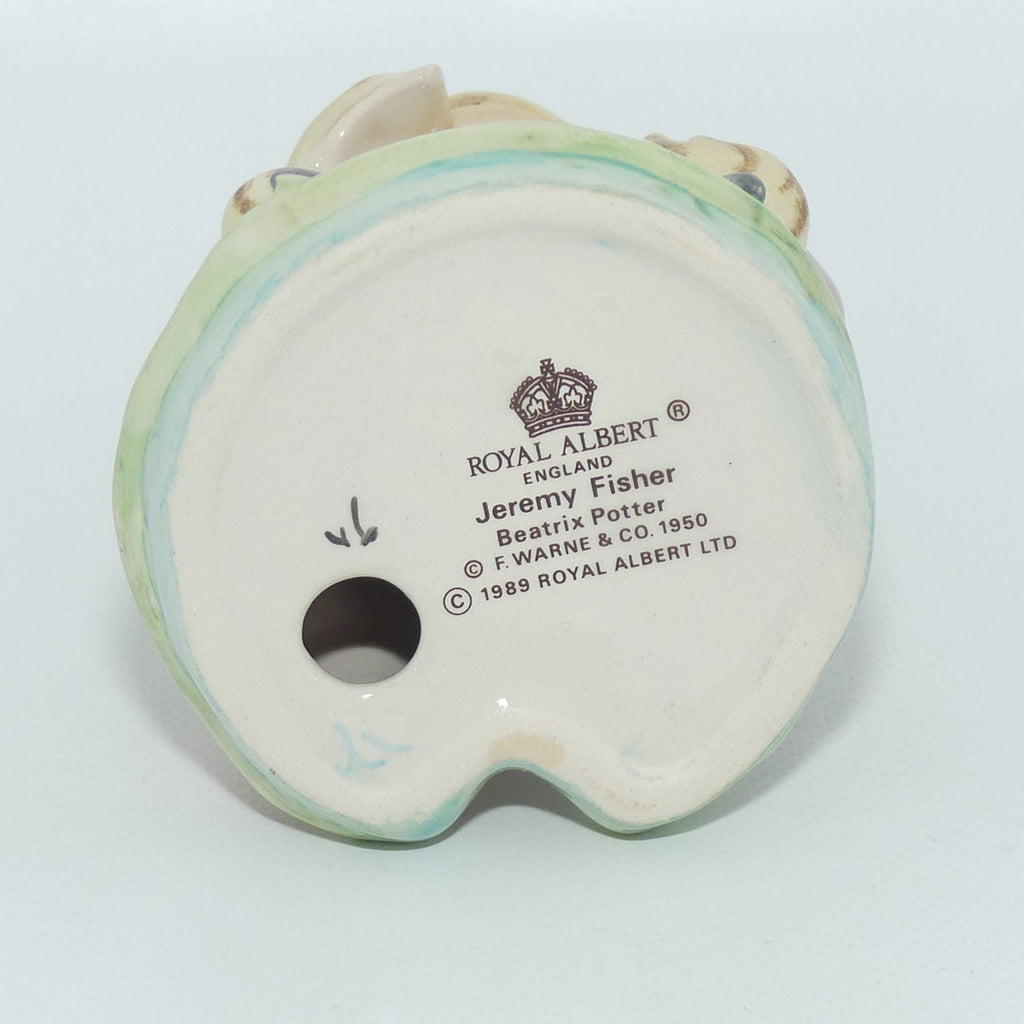 ROYAL ALBERT ®
ENGLAND
Jeremy Fisher
Beatrix Potter
© F. WARNE & CO. 1950
© 1989 ROYAL ALBERT LTD